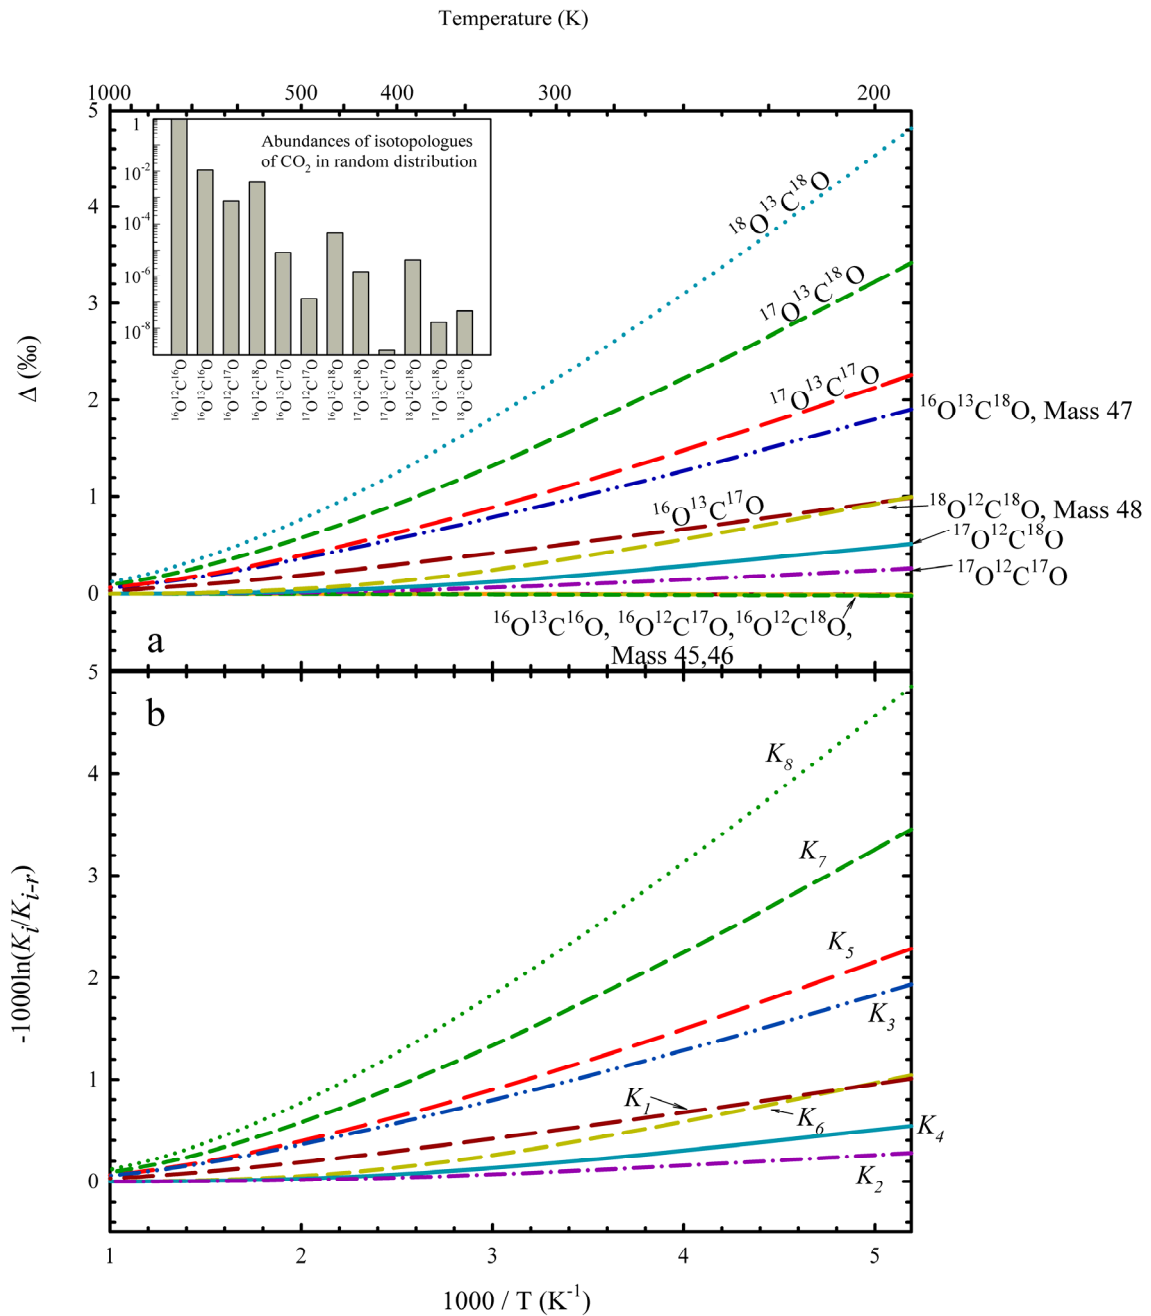 Temperature (K)
1000 500 400 300 200
5
4
3
2
1
0
Δ (‰)
1
10⁻²
10⁻⁴
10⁻⁶
10⁻⁸
Abundances of isotopologues
of CO₂ in random distribution
¹⁶O¹²C¹⁶O
¹⁶O¹³C¹⁶O
¹⁶O¹²C¹⁷O
¹⁶O¹²C¹⁸O
¹⁶O¹³C¹⁷O
¹⁷O¹²C¹⁷O
¹⁶O¹³C¹⁸O
¹⁷O¹²C¹⁸O
¹⁷O¹³C¹⁷O
¹⁸O¹²C¹⁸O
¹⁷O¹³C¹⁸O
¹⁸O¹³C¹⁸O
¹⁸O¹³C¹⁸O
¹⁷O¹³C¹⁸O
¹⁷O¹³C¹⁷O
¹⁶O¹³C¹⁸O, Mass 47
¹⁶O¹³C¹⁷O
¹⁸O¹²C¹⁸O, Mass 48
¹⁷O¹²C¹⁸O
¹⁷O¹²C¹⁷O
¹⁶O¹³C¹⁶O, ¹⁶O¹²C¹⁷O, ¹⁶O¹²C¹⁸O,
Mass 45,46
a
b
5
4
3
2
1
0
-1000ln(Kᵢ/Kᵢ₋ᵣ)
K₈
K₇
K₅
K₃
K₁
K₆
K₄
K₂
1 2 3 4 5
1000 / T (K⁻¹)